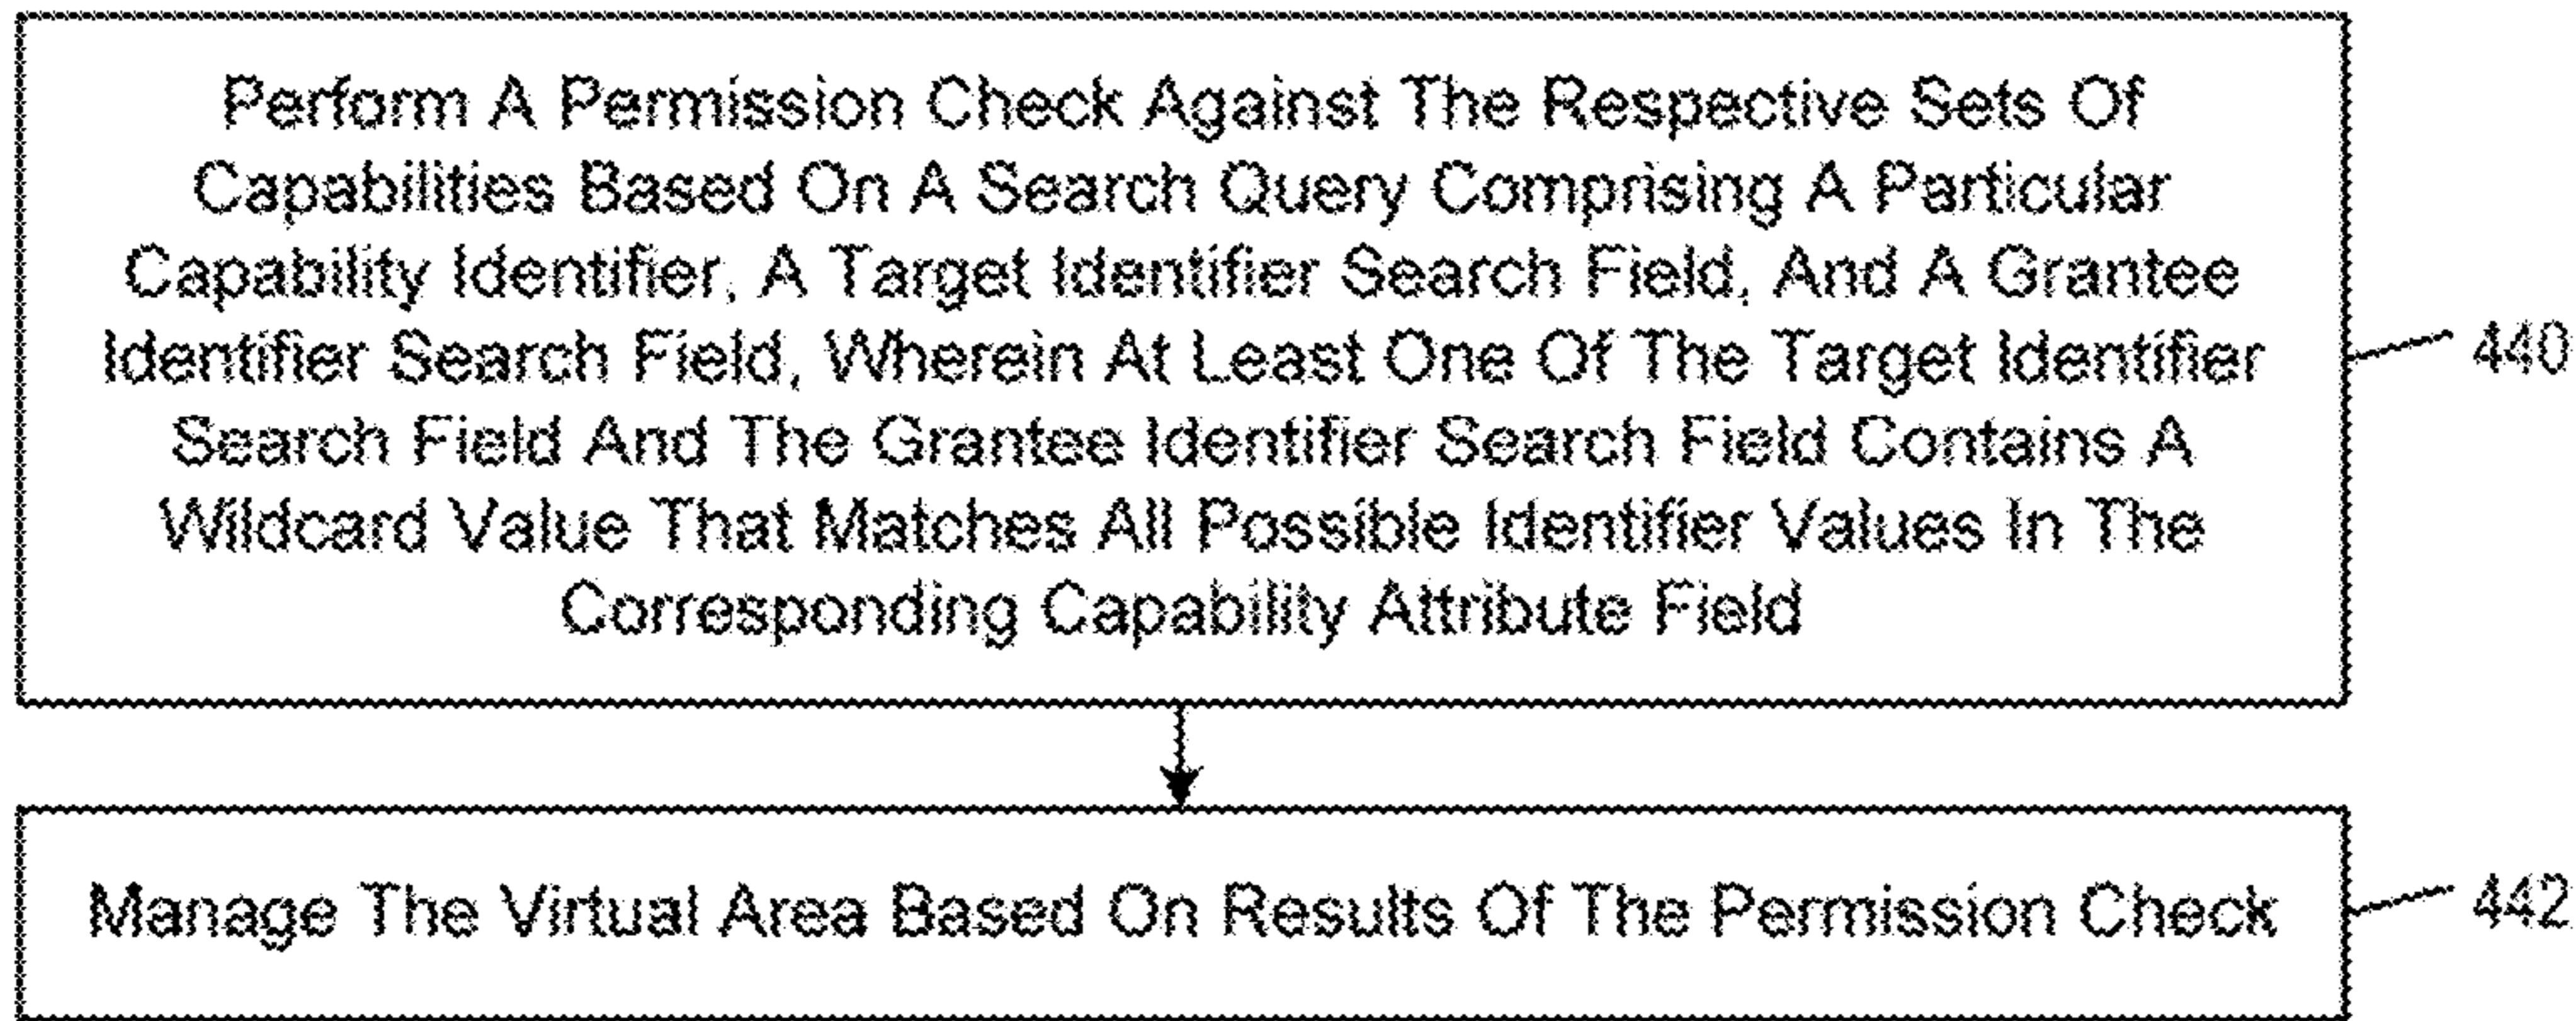 Perform A Permission Check Against The Respective Sets Of
Capabilities Based On A Search Query Comprising A Particular
Capability Identifier, A Target Identifier Search Field, And A Grantee
Identifier Search Field, Wherein At Least One Of The Target Identifier
Search Field And The Grantee Identifier Search Field Contains A
Wildcard Value That Matches All Possible Identifier Values In The
Corresponding Capability Attribute Field
440
Manage The Virtual Area Based On Results Of The Permission Check
442